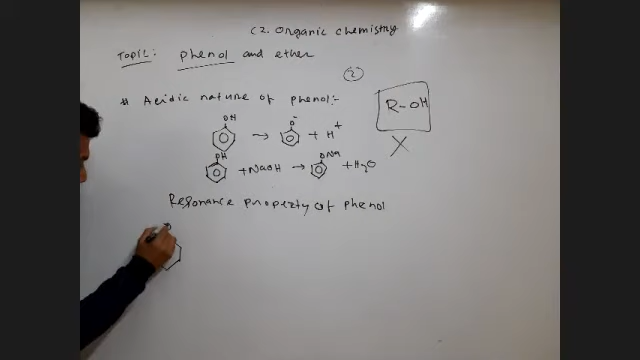 C2. Organic chemistry
Topic: phenol and ether
②
# Acidic nature of phenol:-
R-OH
OH → O⁻ + H⁺
X
OH + NaOH → ONa + H₂O
Resonance property of phenol